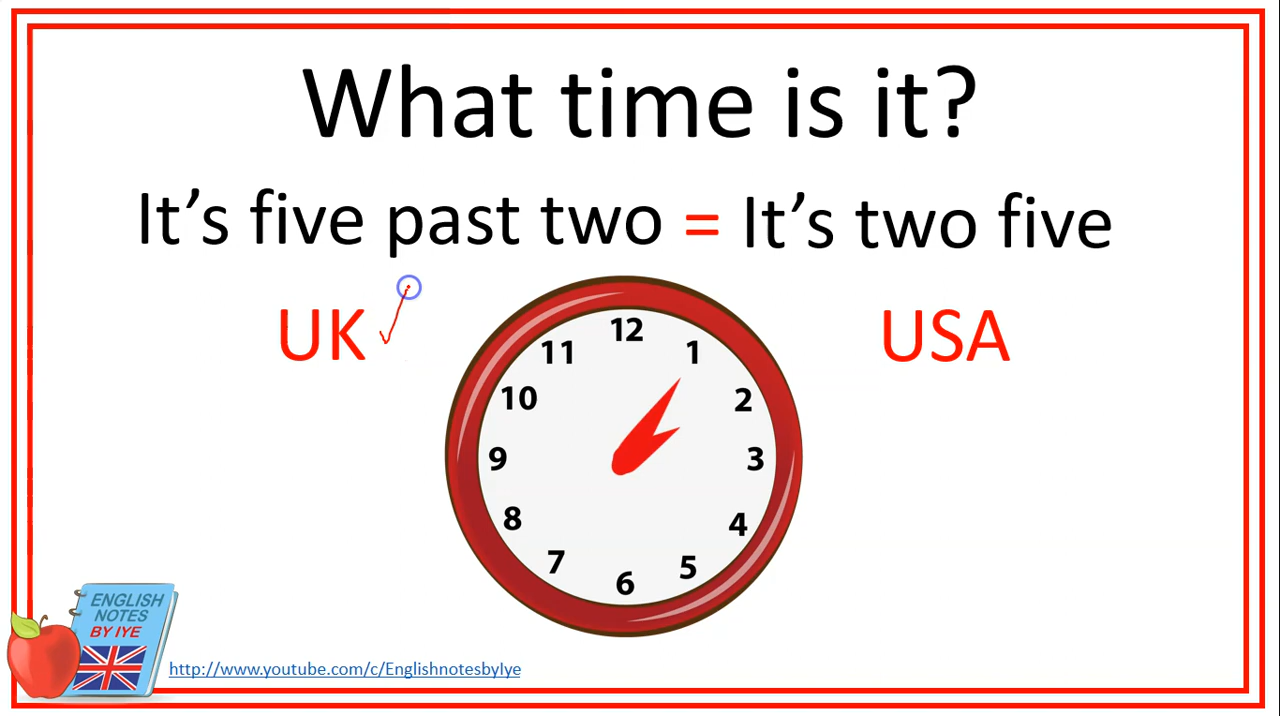 What time is it?
It’s five past two = It’s two five
UK
USA
12
11
1
10
2
9
3
8
4
7
5
6
ENGLISH
NOTES
BY IYE
http://www.youtube.com/c/EnglishnotesbyIye